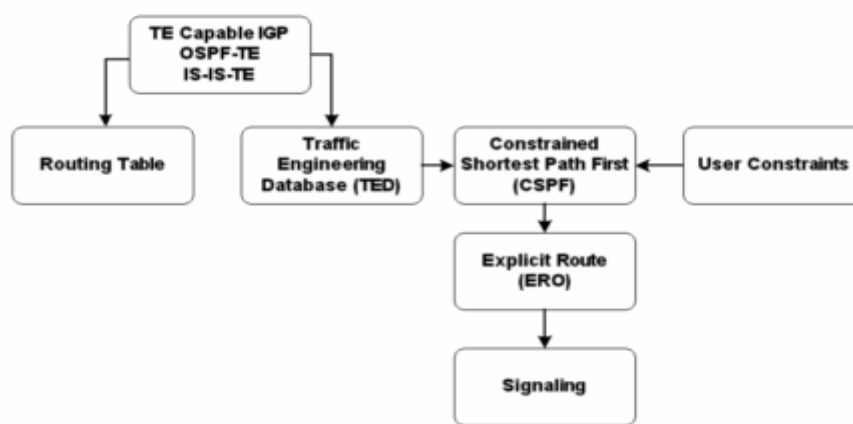 TE Capable IGP
OSPF-TE
IS-IS-TE
Routing Table
Traffic
Engineering
Database (TED)
Constrained
Shortest Path First
(CSPF)
User Constraints
Explicit Route
(ERO)
Signaling